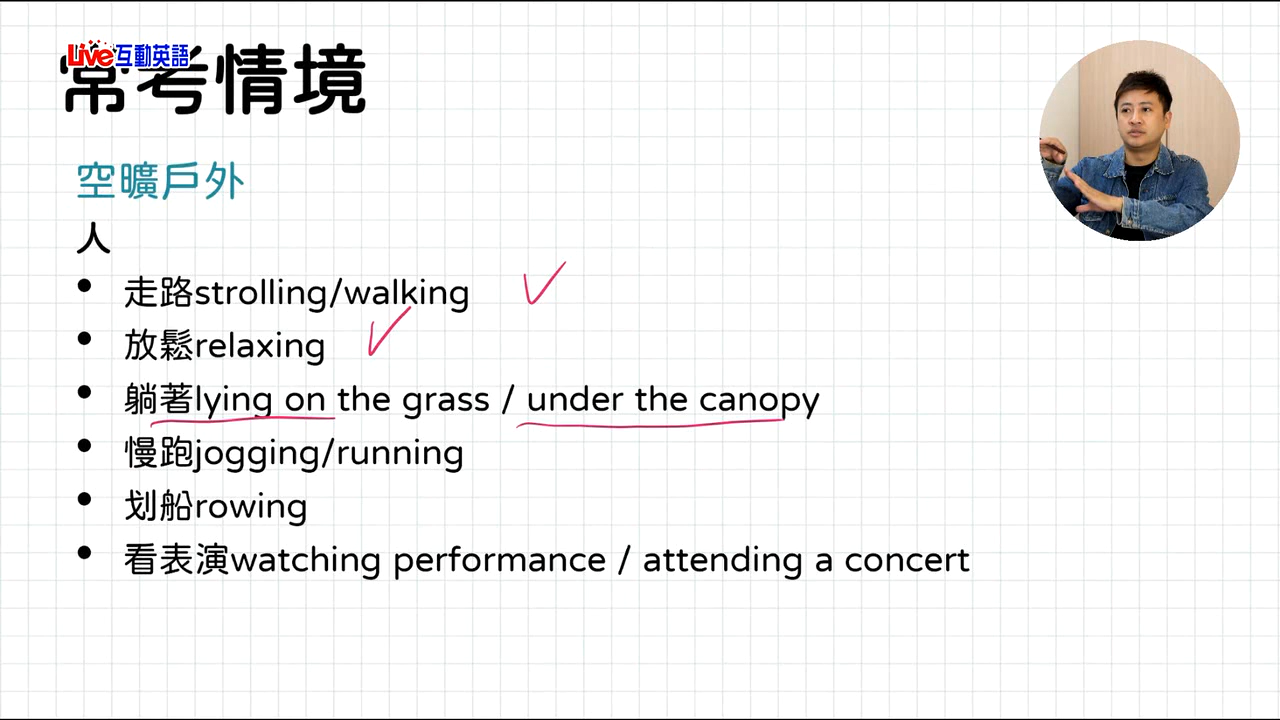 Live互動英語
常考情境
空曠戶外
人
• 走路strolling/walking
• 放鬆relaxing
• 躺著lying on the grass / under the canopy
• 慢跑jogging/running
• 划船rowing
• 看表演watching performance / attending a concert